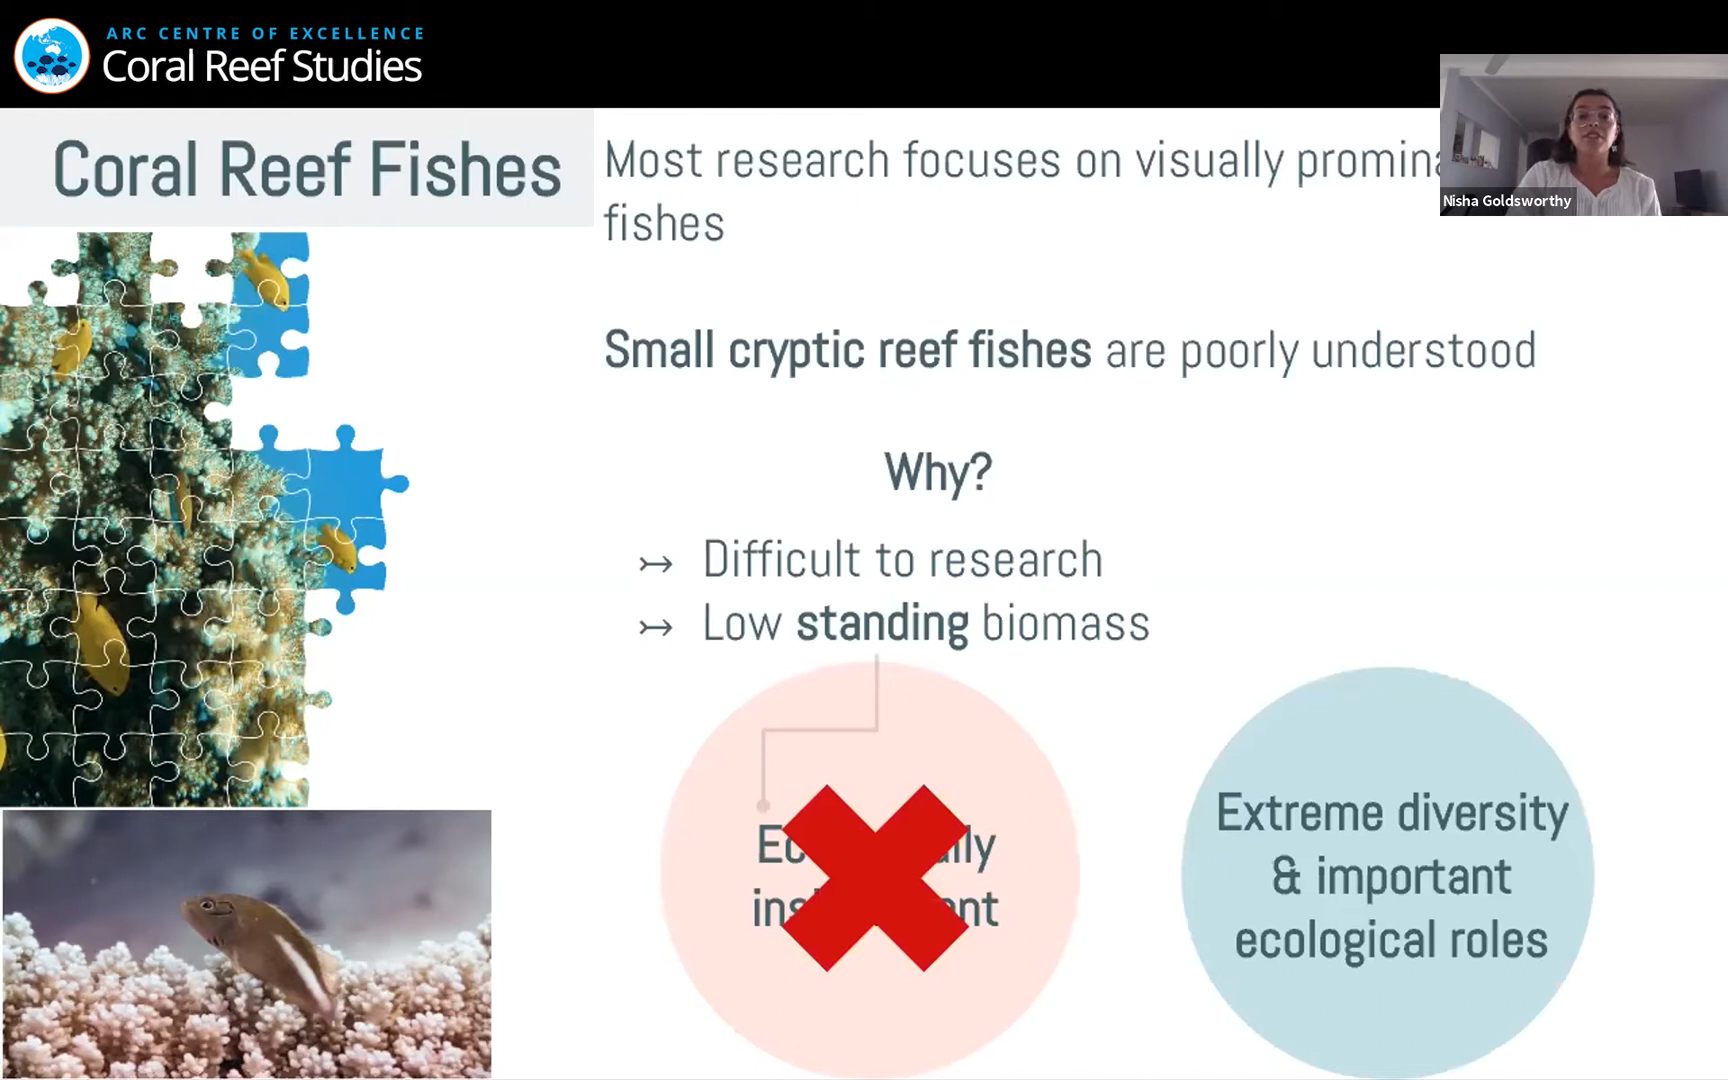 ARC CENTRE OF EXCELLENCE
Coral Reef Studies
Nisha Goldsworthy
Coral Reef Fishes
Most research focuses on visually
fishes
Small cryptic reef fishes are poorly understood
Why?
↣ Difficult to research
↣ Low standing biomass
Extreme diversity
& important
ecological roles